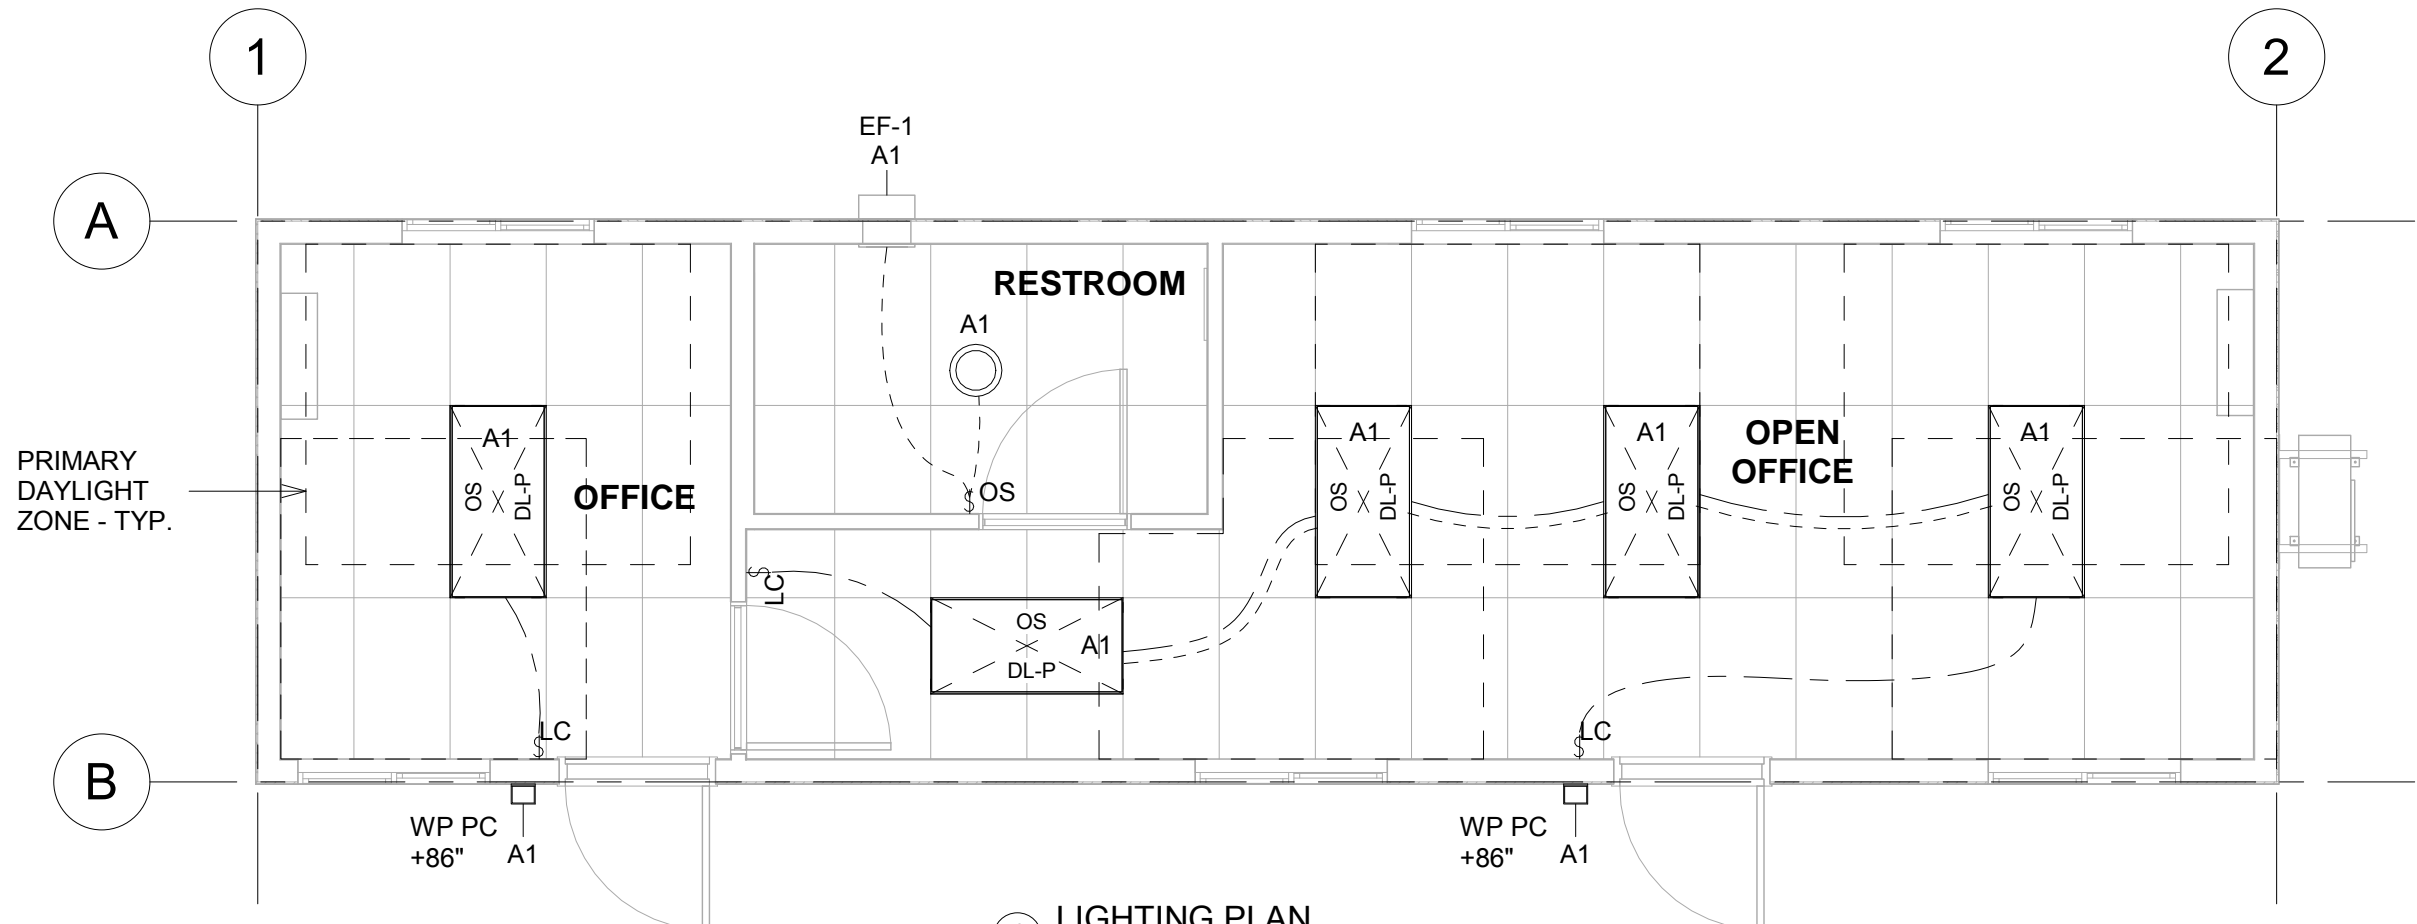 1
2
EF-1
A1
A
RESTROOM
A1
PRIMARY
DAYLIGHT
ZONE - TYP.
A1
OS
DL-P
OFFICE
$
OS
A1
OS
DL-P
A1
OS
DL-P
OPEN
OFFICE
A1
OS
DL-P
$
LC
OS
A1
DL-P
$
LC
$
LC
B
WP PC
+86"
A1
WP PC
+86"
A1
LIGHTING PLAN